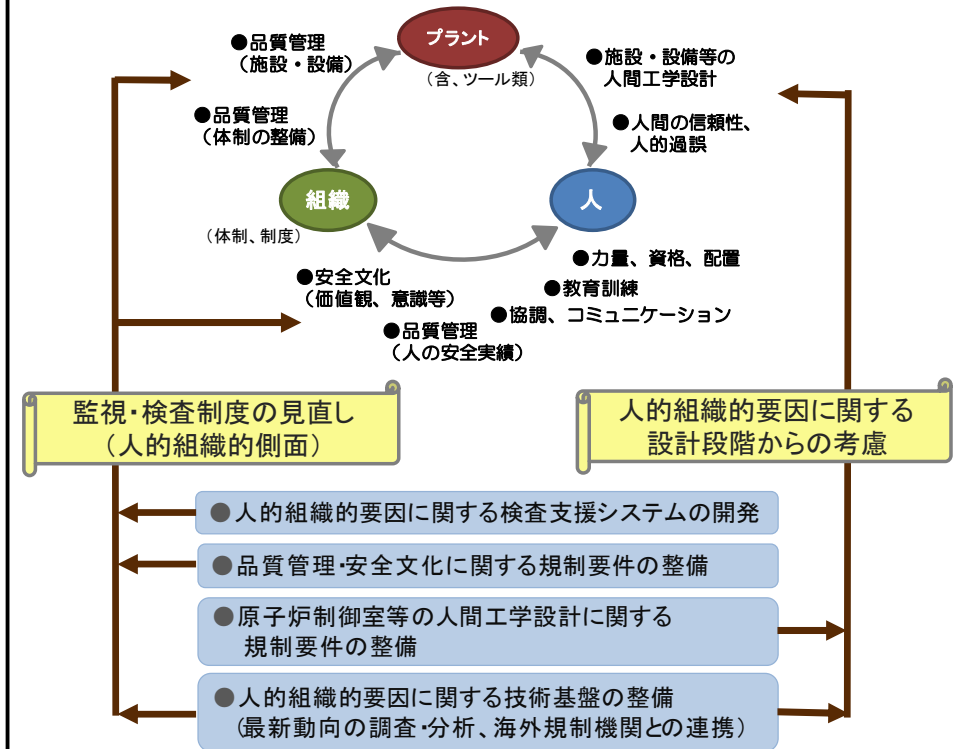 プラント
(含、ツール類)
●品質管理
(施設・設備)
●品質管理
(体制の整備)
●施設・設備等の
人間工学設計
●人間の信頼性、
人的過誤
組織
(体制、制度)
人
●安全文化
(価値観、意識等)
●品質管理
(人の安全実績)
●力量、資格、配置
●教育訓練
●協調、コミュニケーション
監視・検査制度の見直し
(人的組織的側面)
人的組織的要因に関する
設計段階からの考慮
●人的組織的要因に関する検査支援システムの開発
●品質管理・安全文化に関する規制要件の整備
●原子炉制御室等の人間工学設計に関する
規制要件の整備
●人的組織的要因に関する技術基盤の整備
(最新動向の調査・分析、海外規制機関との連携)